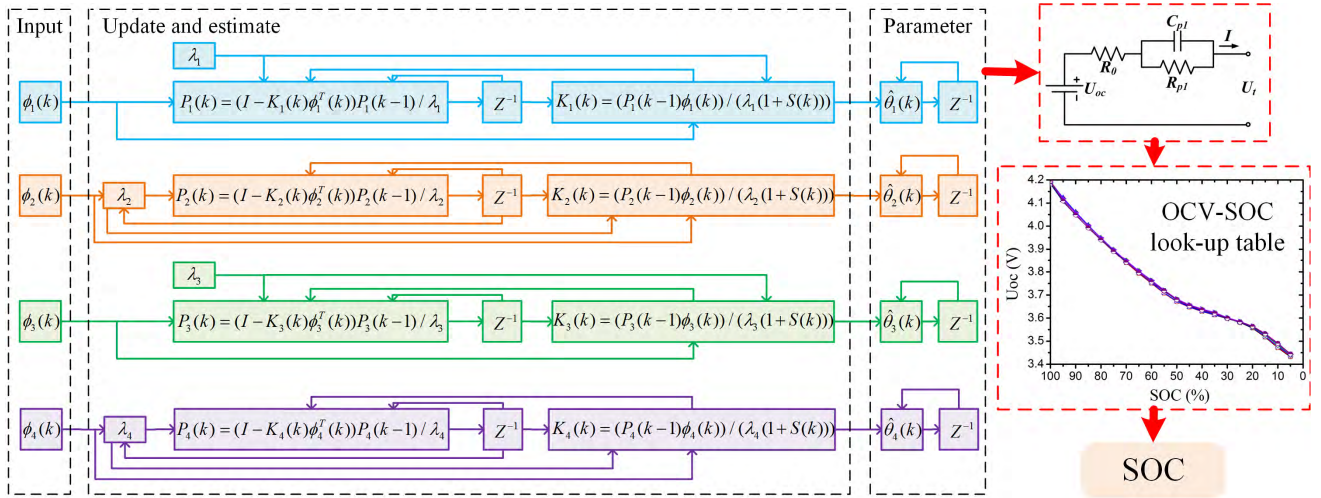 Input
Update and estimate
Parameter
λ₁
ϕ₁(k)
P₁(k) = (I − K₁(k)ϕ₁ᵀ(k))P₁(k−1) / λ₁
Z⁻¹
K₁(k) = (P₁(k−1)ϕ₁(k)) / (λ₁(1+S(k)))
θ̂₁(k)
Z⁻¹
ϕ₂(k)
λ₂
P₂(k) = (I − K₂(k)ϕ₂ᵀ(k))P₂(k−1) / λ₂
Z⁻¹
K₂(k) = (P₂(k−1)ϕ₂(k)) / (λ₂(1+S(k)))
θ̂₂(k)
Z⁻¹
λ₃
ϕ₃(k)
P₃(k) = (I − K₃(k)ϕ₃ᵀ(k))P₃(k−1) / λ₃
Z⁻¹
K₃(k) = (P₃(k−1)ϕ₃(k)) / (λ₃(1+S(k)))
θ̂₃(k)
Z⁻¹
ϕ₄(k)
λ₄
P₄(k) = (I − K₄(k)ϕ₄ᵀ(k))P₄(k−1) / λ₄
Z⁻¹
K₄(k) = (P₄(k−1)ϕ₄(k)) / (λ₄(1+S(k)))
θ̂₄(k)
Z⁻¹
Cp1
I
R0
Rp1
+
-
Uoc
Ut
OCV-SOC
look-up table
Uoc (V)
4.2
4.1
4.0
3.9
3.8
3.7
3.6
3.5
3.4
100 90 80 70 60 50 40 30 20 10 0
SOC (%)
SOC